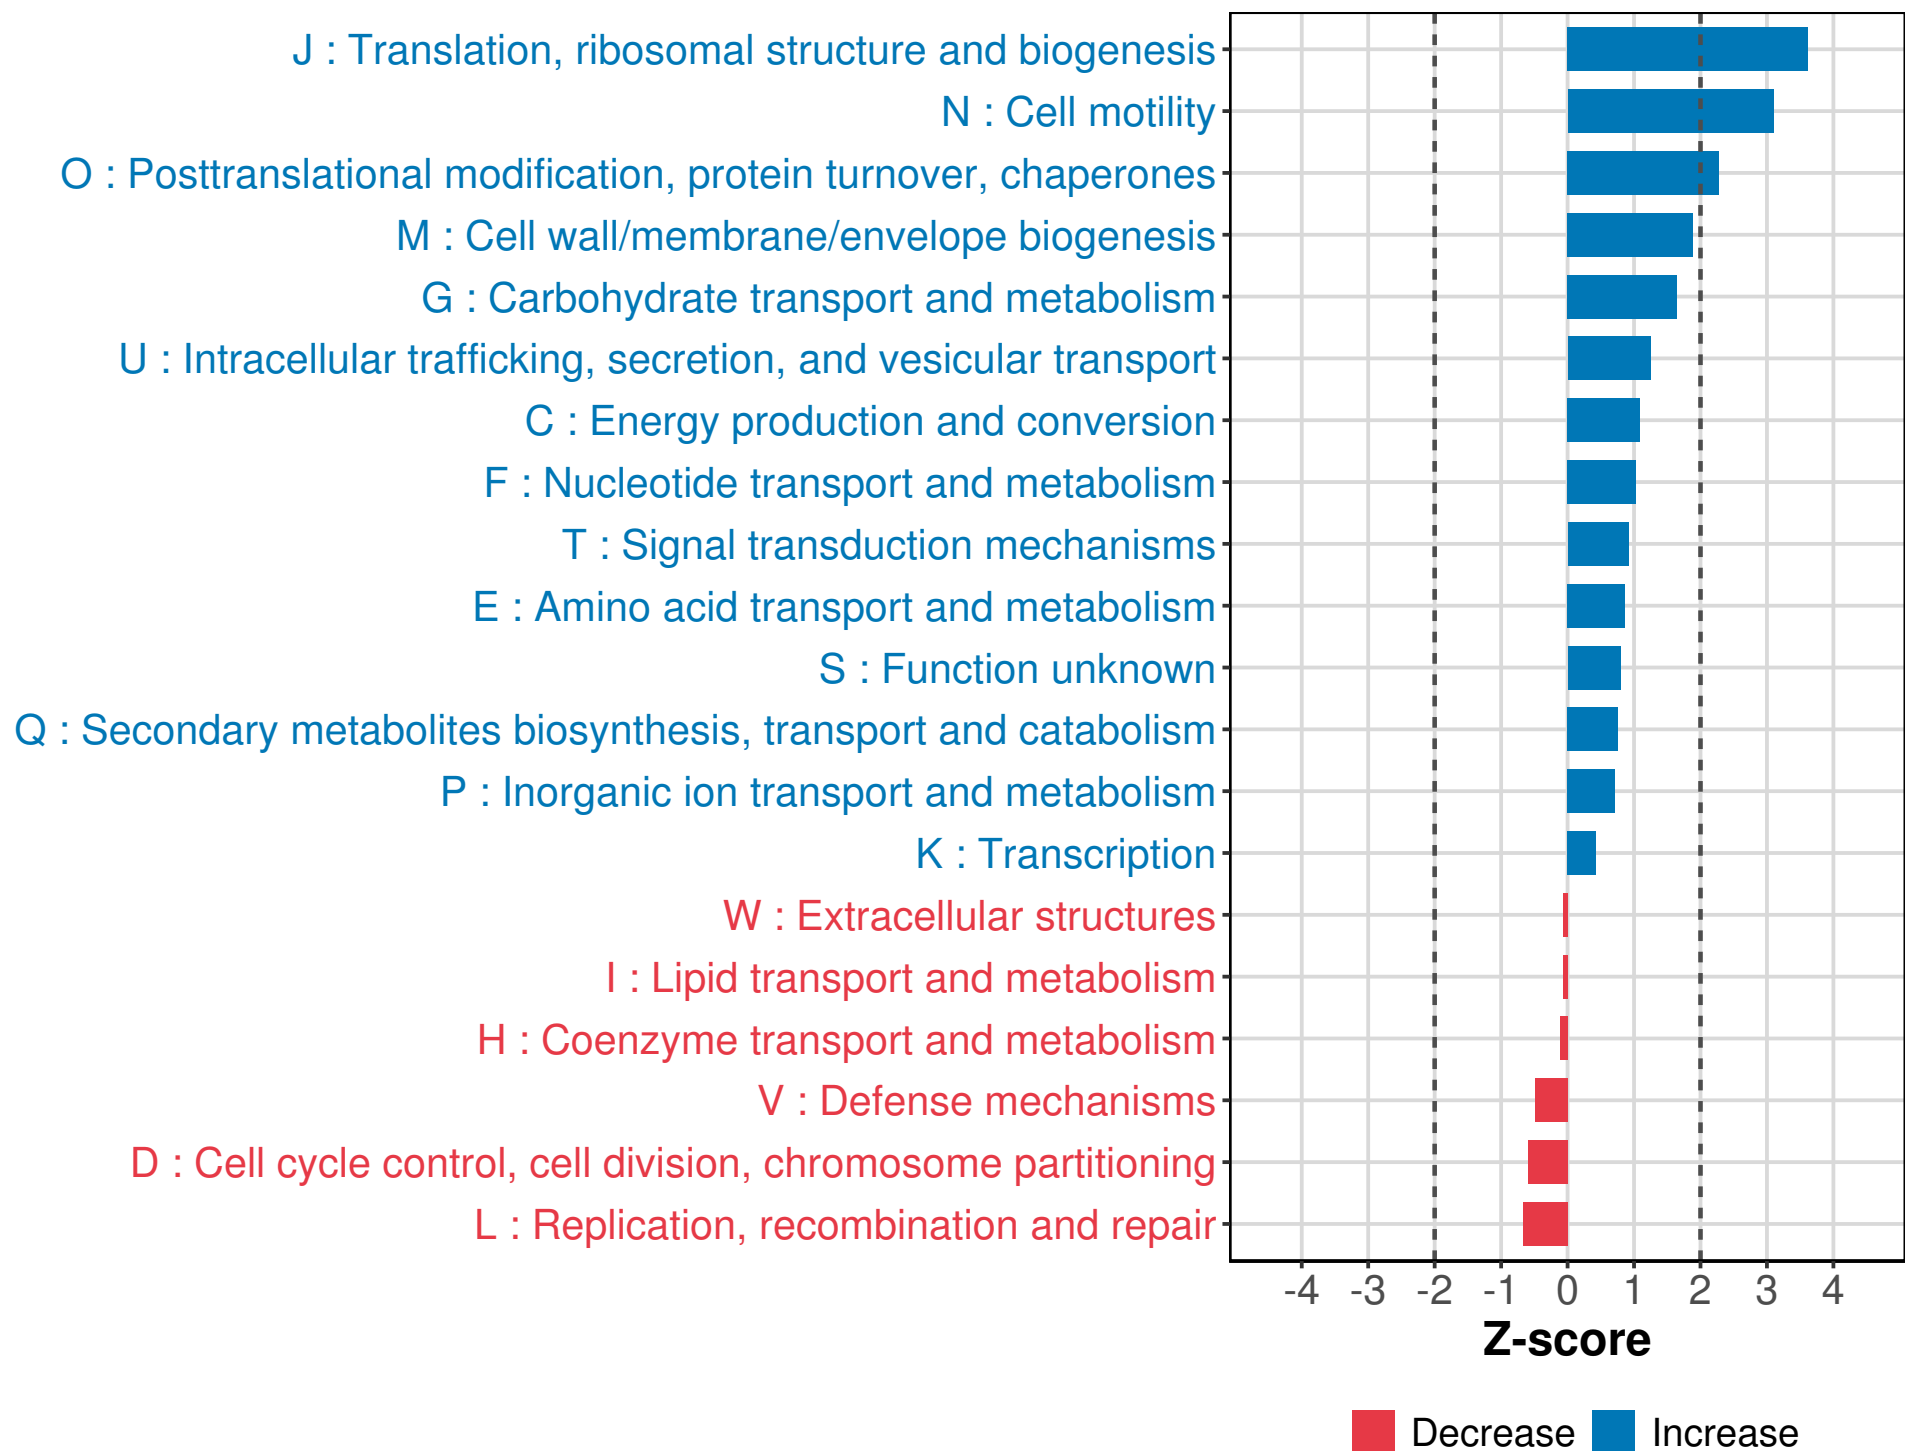 J : Translation, ribosomal structure and biogenesis
N : Cell motility
O : Posttranslational modification, protein turnover, chaperones
M : Cell wall/membrane/envelope biogenesis
G : Carbohydrate transport and metabolism
U : Intracellular trafficking, secretion, and vesicular transport
C : Energy production and conversion
F : Nucleotide transport and metabolism
T : Signal transduction mechanisms
E : Amino acid transport and metabolism
S : Function unknown
Q : Secondary metabolites biosynthesis, transport and catabolism
P : Inorganic ion transport and metabolism
K : Transcription
W : Extracellular structures
I : Lipid transport and metabolism
H : Coenzyme transport and metabolism
V : Defense mechanisms
D : Cell cycle control, cell division, chromosome partitioning
L : Replication, recombination and repair
-4 -3 -2 -1 0 1 2 3 4
Z-score
Decrease Increase